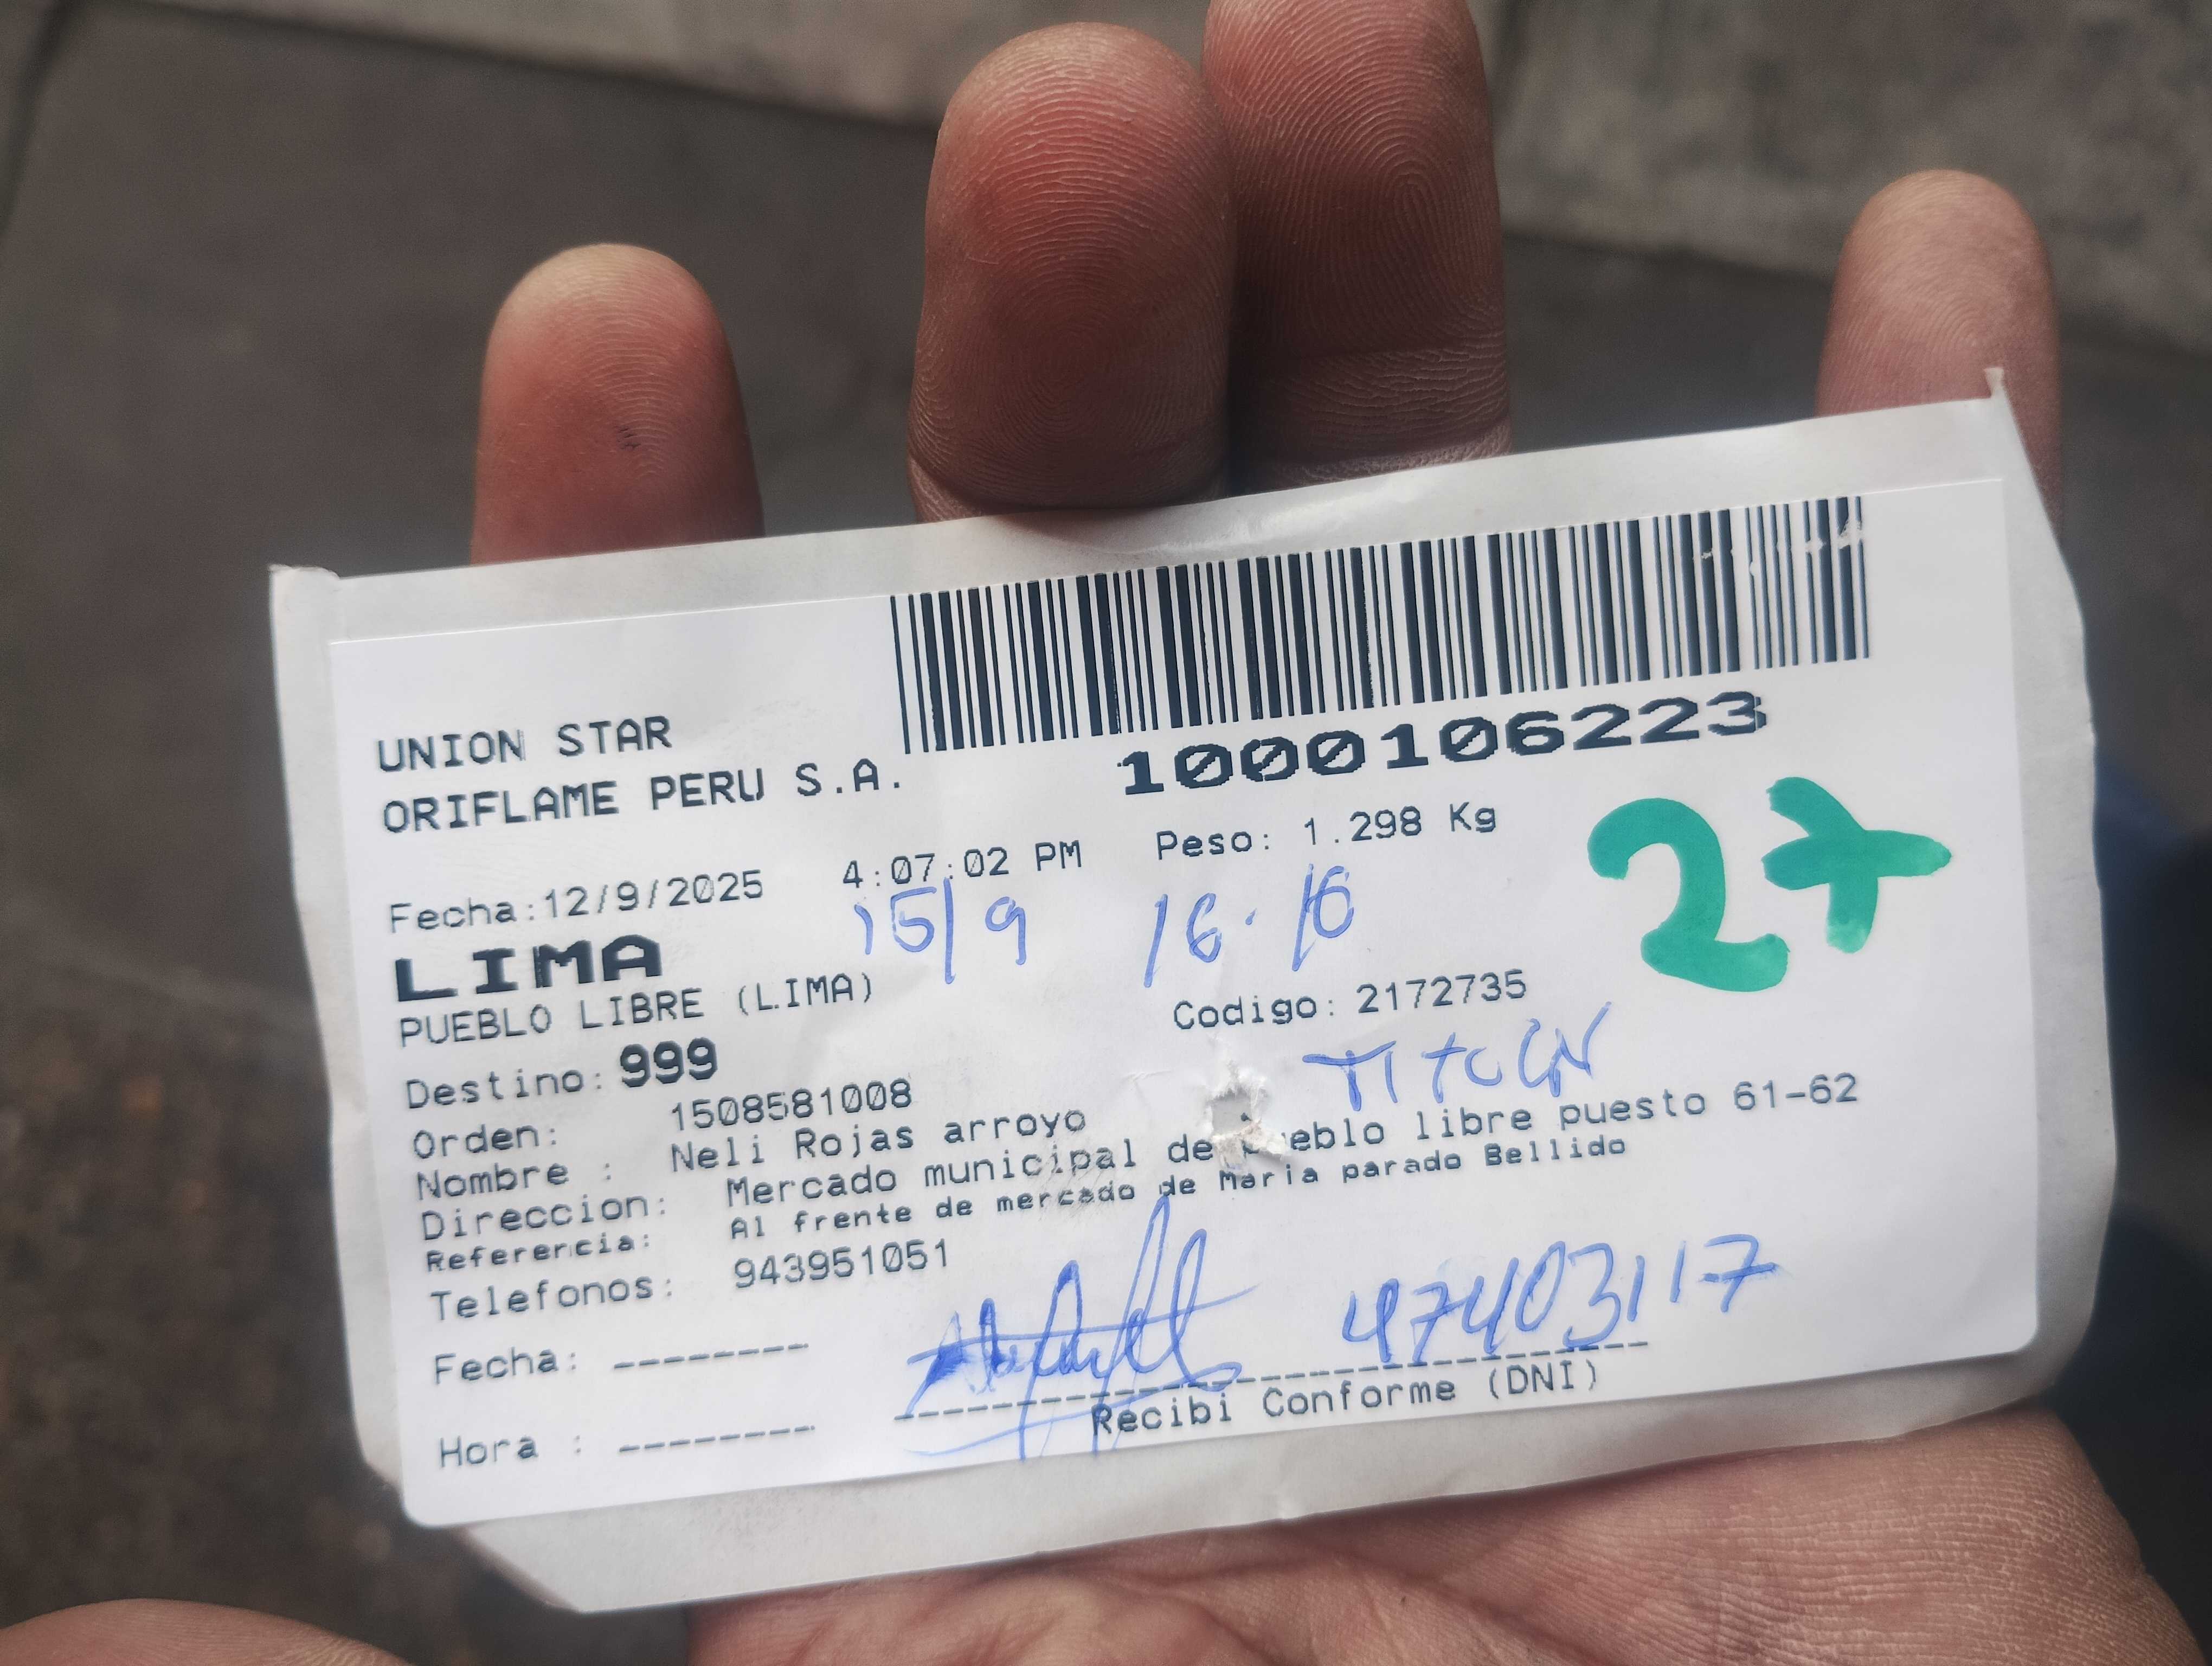 1000106223
UNION STAR
ORIFLAME PERU S.A.
27
Fecha:12/9/2025 4:07:02 PM Peso: 1.298 Kg
15/9 16.16
LIMA
PUEBLO LIBRE (LIMA) Codigo: 2172735
Destino: 999
Orden: 1508581008
Nombre : Neli Rojas arroyo
Direccion: Mercado municipal de pueblo libre puesto 61-62
Referencia: Al frente de mercado de Maria parado Bellido
Telefonos: 943951051
47403117
Fecha: --------
Recibi Conforme (DNI)
Hora : --------